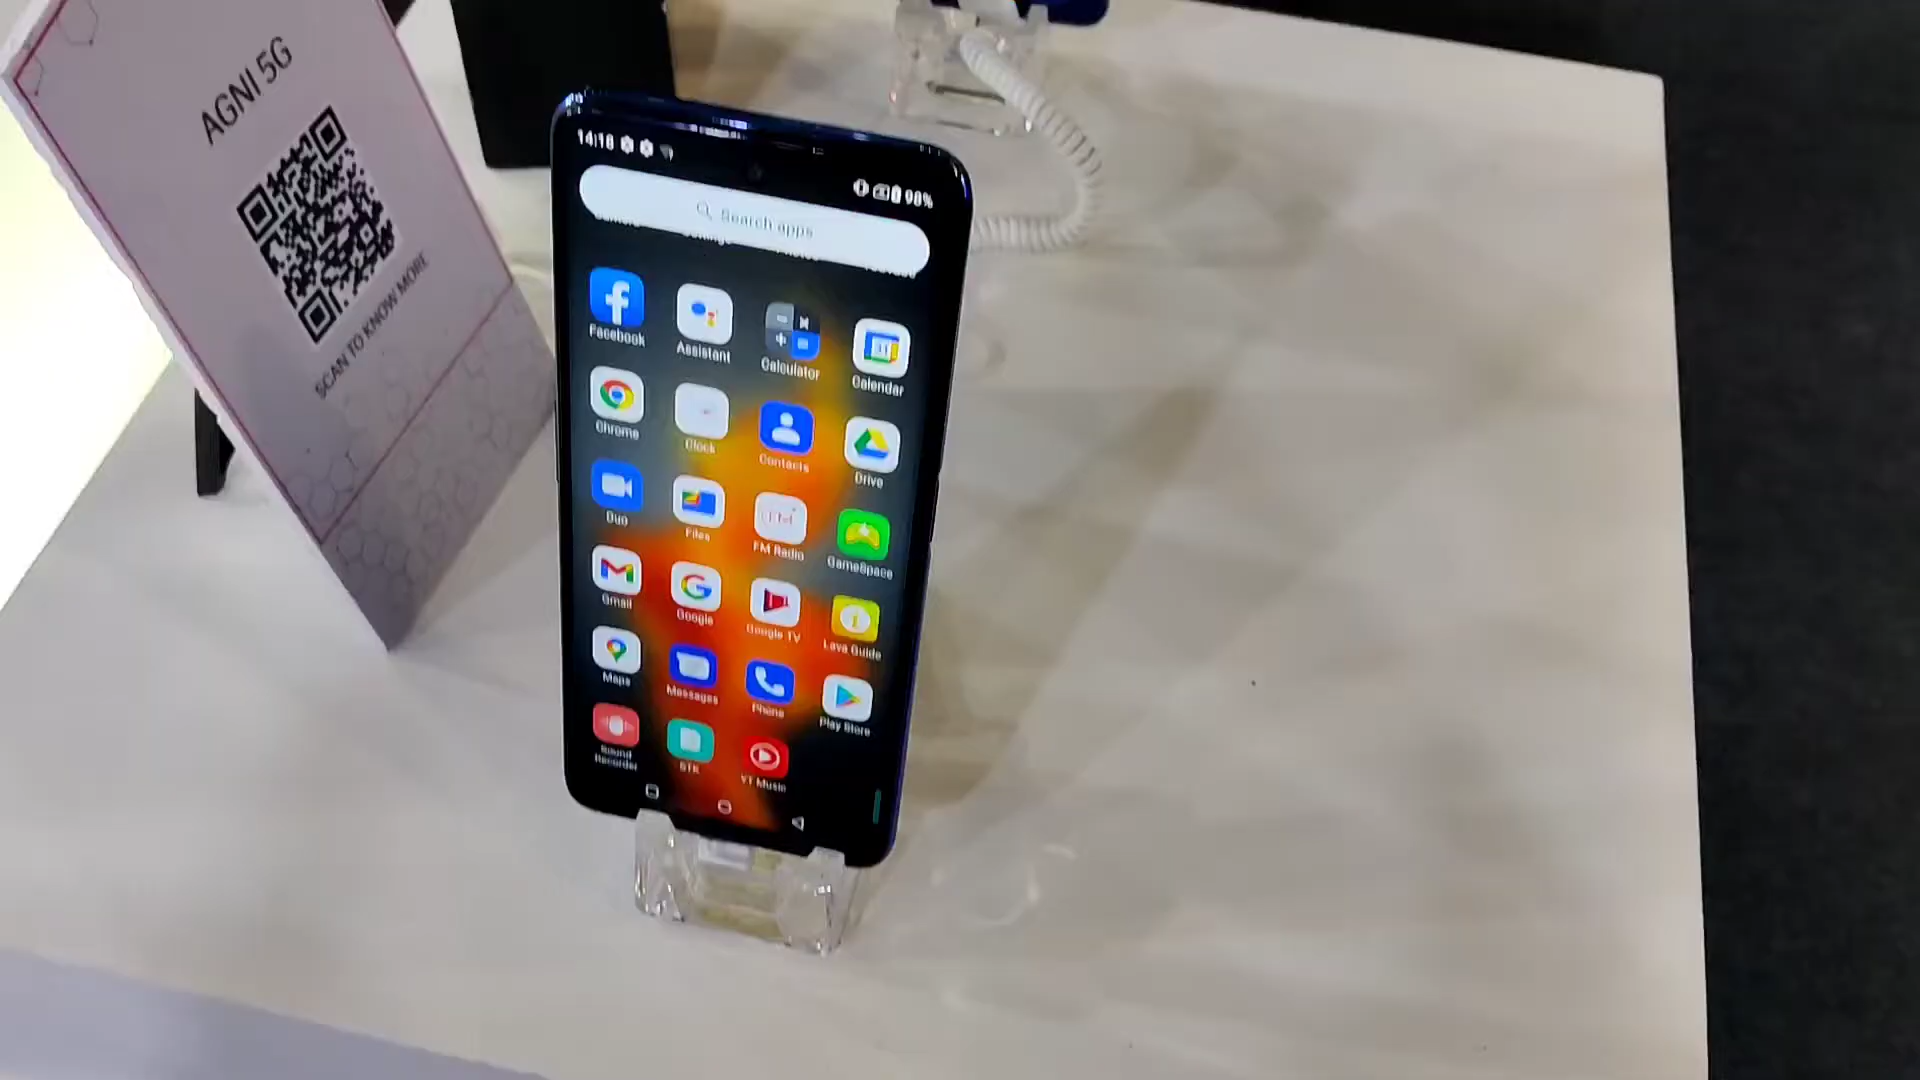 AGNI 5G
SCAN TO KNOW MORE
14:18
98%
Search apps
Facebook
Assistant
Calculator
Calendar
Chrome
Clock
Contacts
Drive
Duo
Files
FM Radio
GameSpace
Gmail
Google
Google TV
Lava Guide
Maps
Messages
Phone
Play Store
Sound
Recorder
STK
YT Music